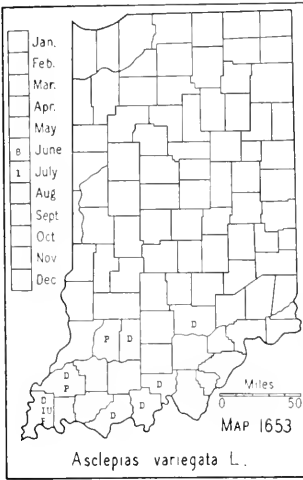 Jan.
Feb.
Mar.
Apr.
May
8 June
1 July
Aug
Sept
Oct
Nov
Dec
D
P D
D
P
D
D
IU
P
D
D
Miles
0 50
MAP 1653
Asclepias variegata L.